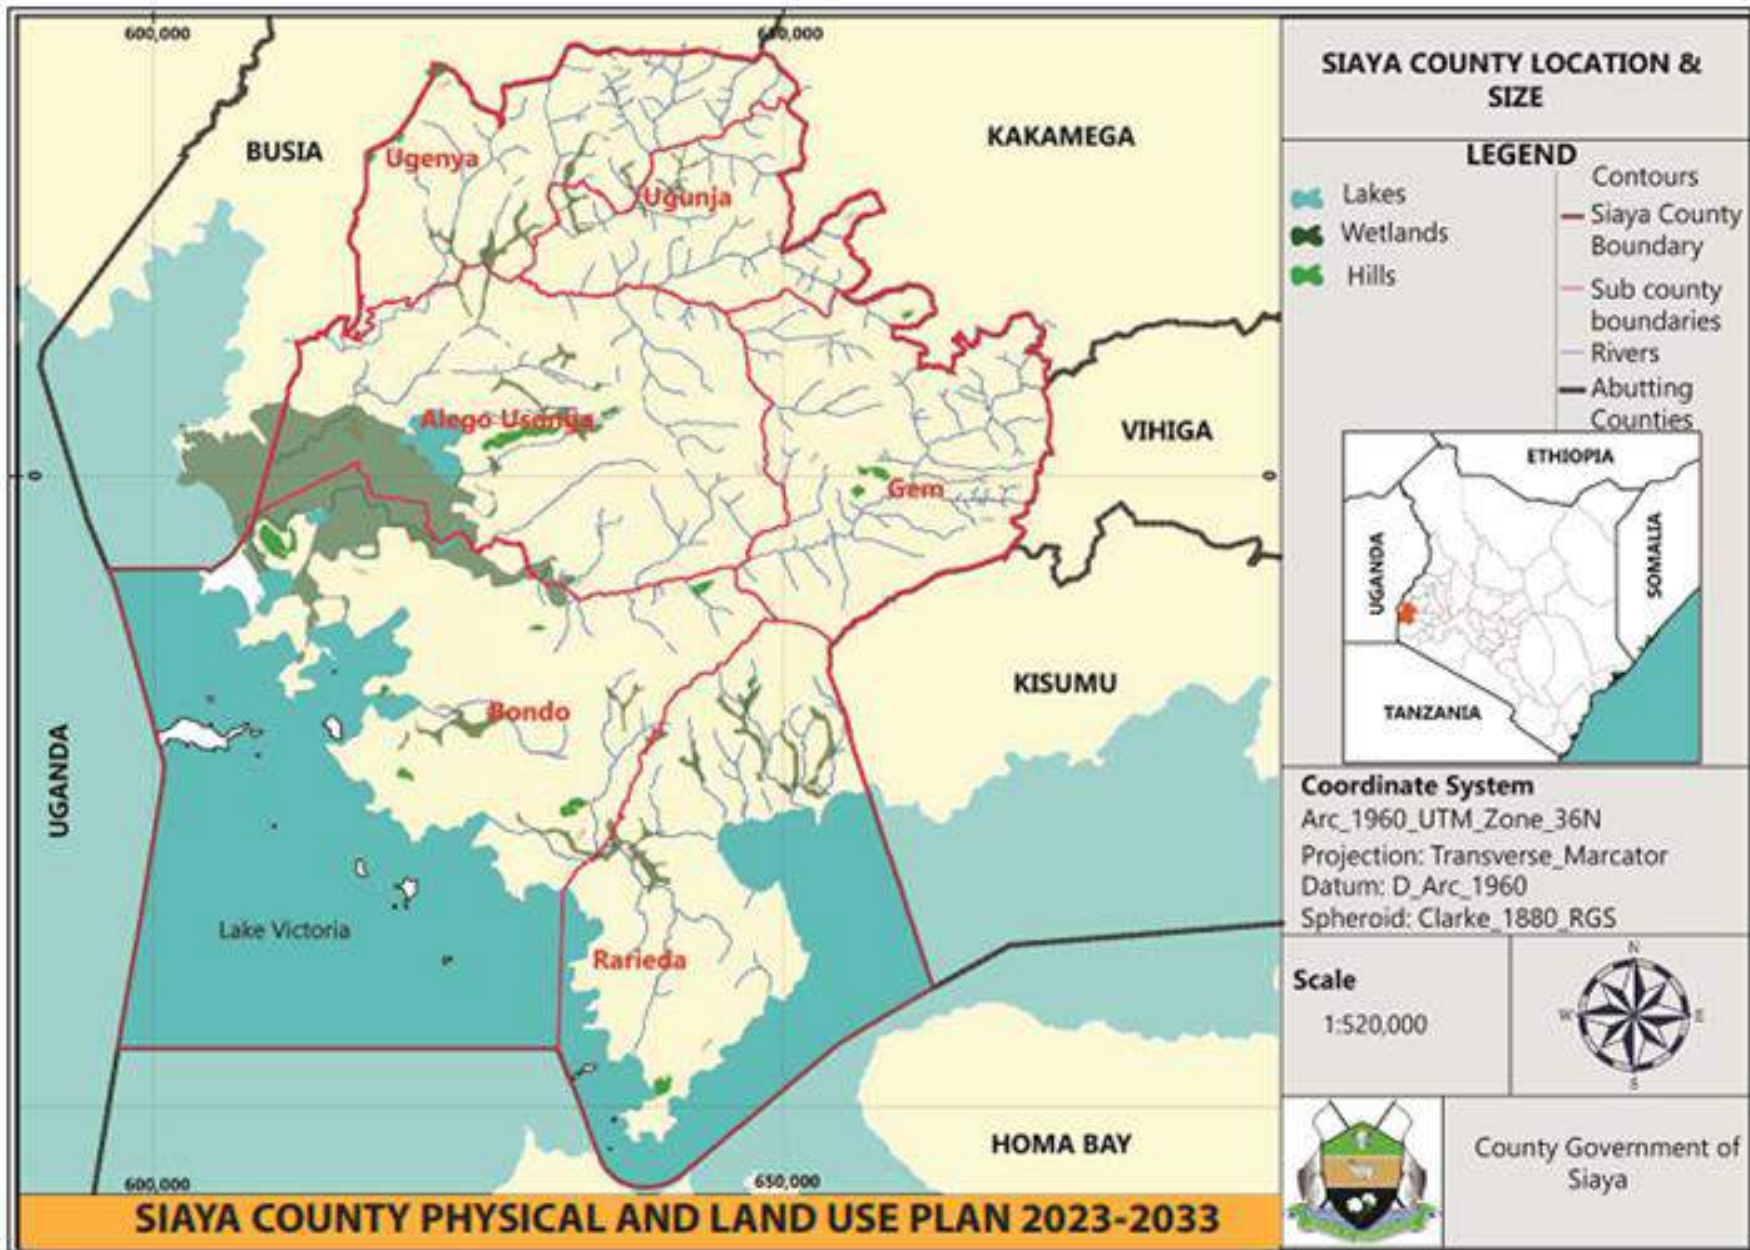 600,000
650,000
BUSIA
KAKAMEGA
Ugenya
Ugunja
Alego Usonga
VIHIGA
0
0
Gem
KISUMU
Bondo
UGANDA
Lake Victoria
Rarieda
HOMA BAY
600,000
650,000
SIAYA COUNTY PHYSICAL AND LAND USE PLAN 2023-2033
SIAYA COUNTY LOCATION &
SIZE
LEGEND
Lakes
Wetlands
Hills
Contours
Siaya County
Boundary
Sub county
boundaries
Rivers
Abutting
Counties
ETHIOPIA
UGANDA
SOMALIA
TANZANIA
Coordinate System
Arc_1960_UTM_Zone_36N
Projection: Transverse_Marcator
Datum: D_Arc_1960
Spheroid: Clarke_1880_RGS
Scale
1:520,000
N
W
E
S
County Government of
Siaya